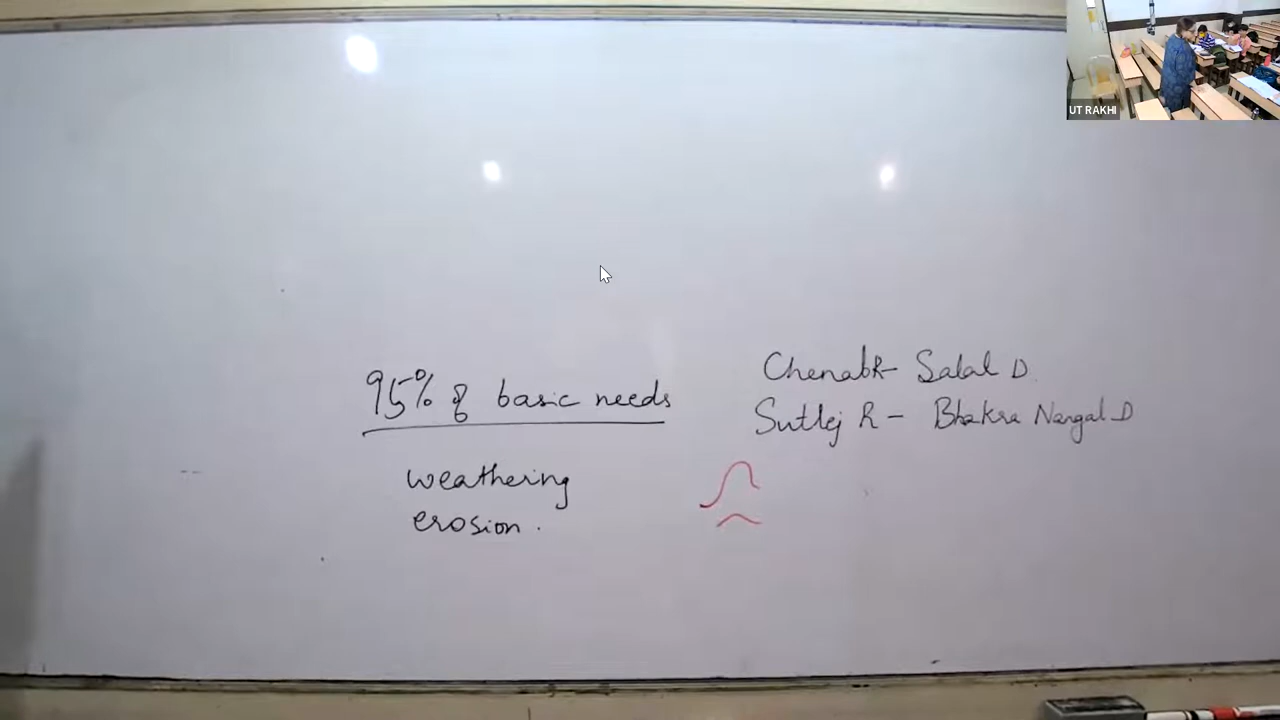 UT RAKHI
95% of basic needs
weathering
erosion.
Chenab R- Salal D.
Sutlej R - Bhakra Nangal D